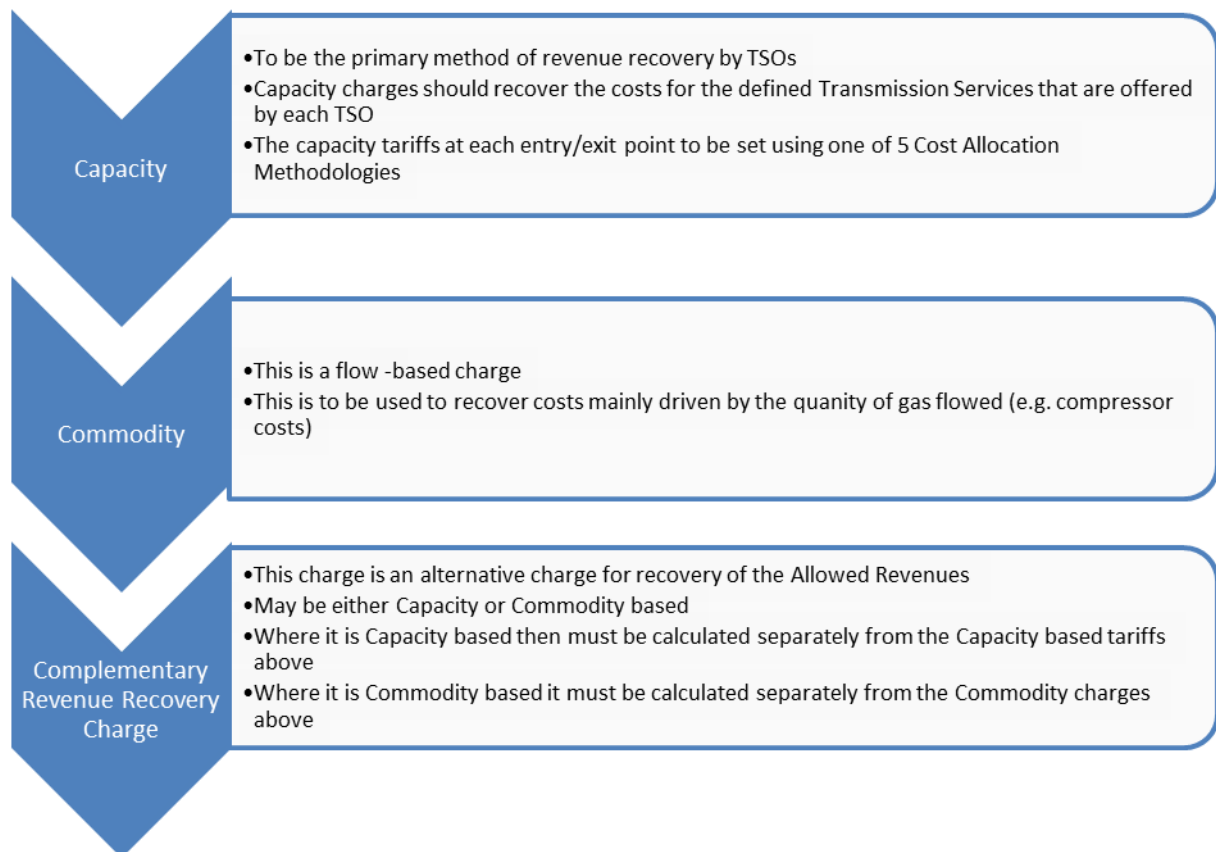 Capacity
•To be the primary method of revenue recovery by TSOs
•Capacity charges should recover the costs for the defined Transmission Services that are offered
by each TSO
•The capacity tariffs at each entry/exit point to be set using one of 5 Cost Allocation
Methodologies
Commodity
•This is a flow -based charge
•This is to be used to recover costs mainly driven by the quanity of gas flowed (e.g. compressor
costs)
Complementary
Revenue Recovery
Charge
•This charge is an alternative charge for recovery of the Allowed Revenues
•May be either Capacity or Commodity based
•Where it is Capacity based then must be calculated separately from the Capacity based tariffs
above
•Where it is Commodity based it must be calculated separately from the Commodity charges
above